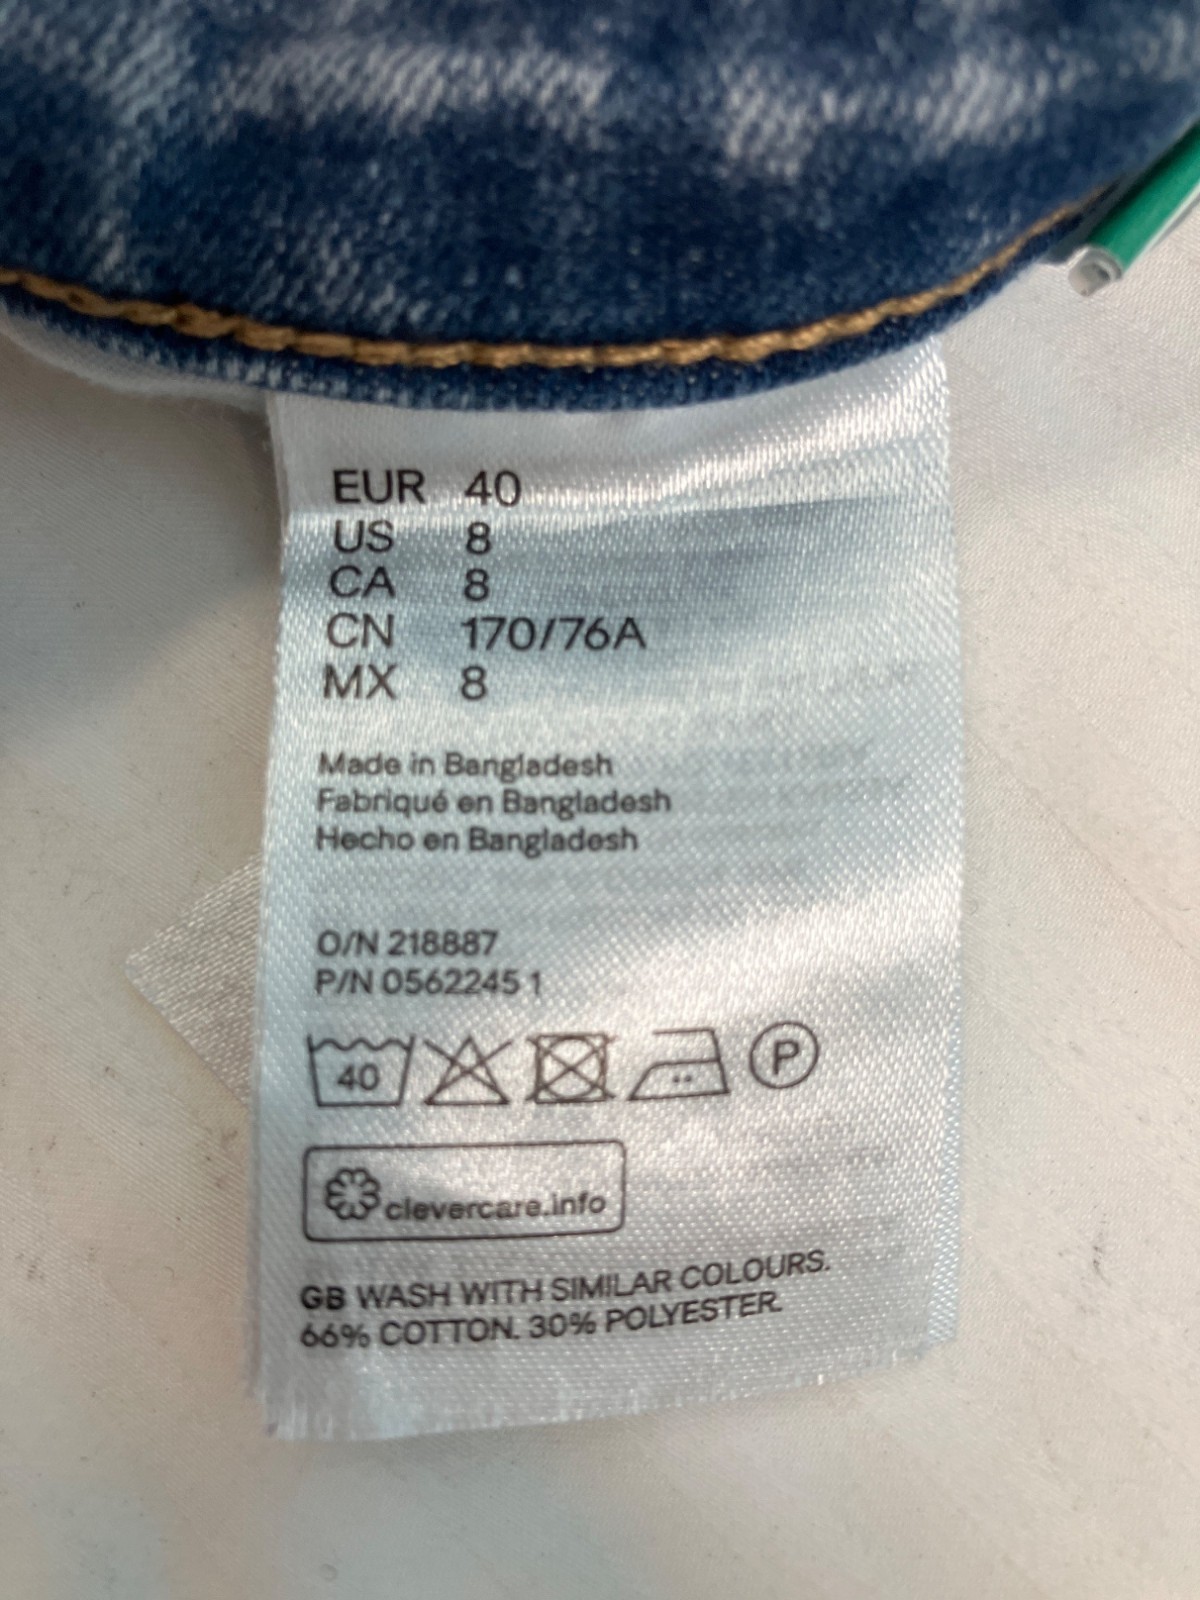 EUR 40
US 8
CA 8
CN 170/76A
MX 8
Made in Bangladesh
Fabriqué en Bangladesh
Hecho en Bangladesh
O/N 218887
P/N 0562245 1
40 P
clevercare.info
GB WASH WITH SIMILAR COLOURS.
66% COTTON. 30% POLYESTER.